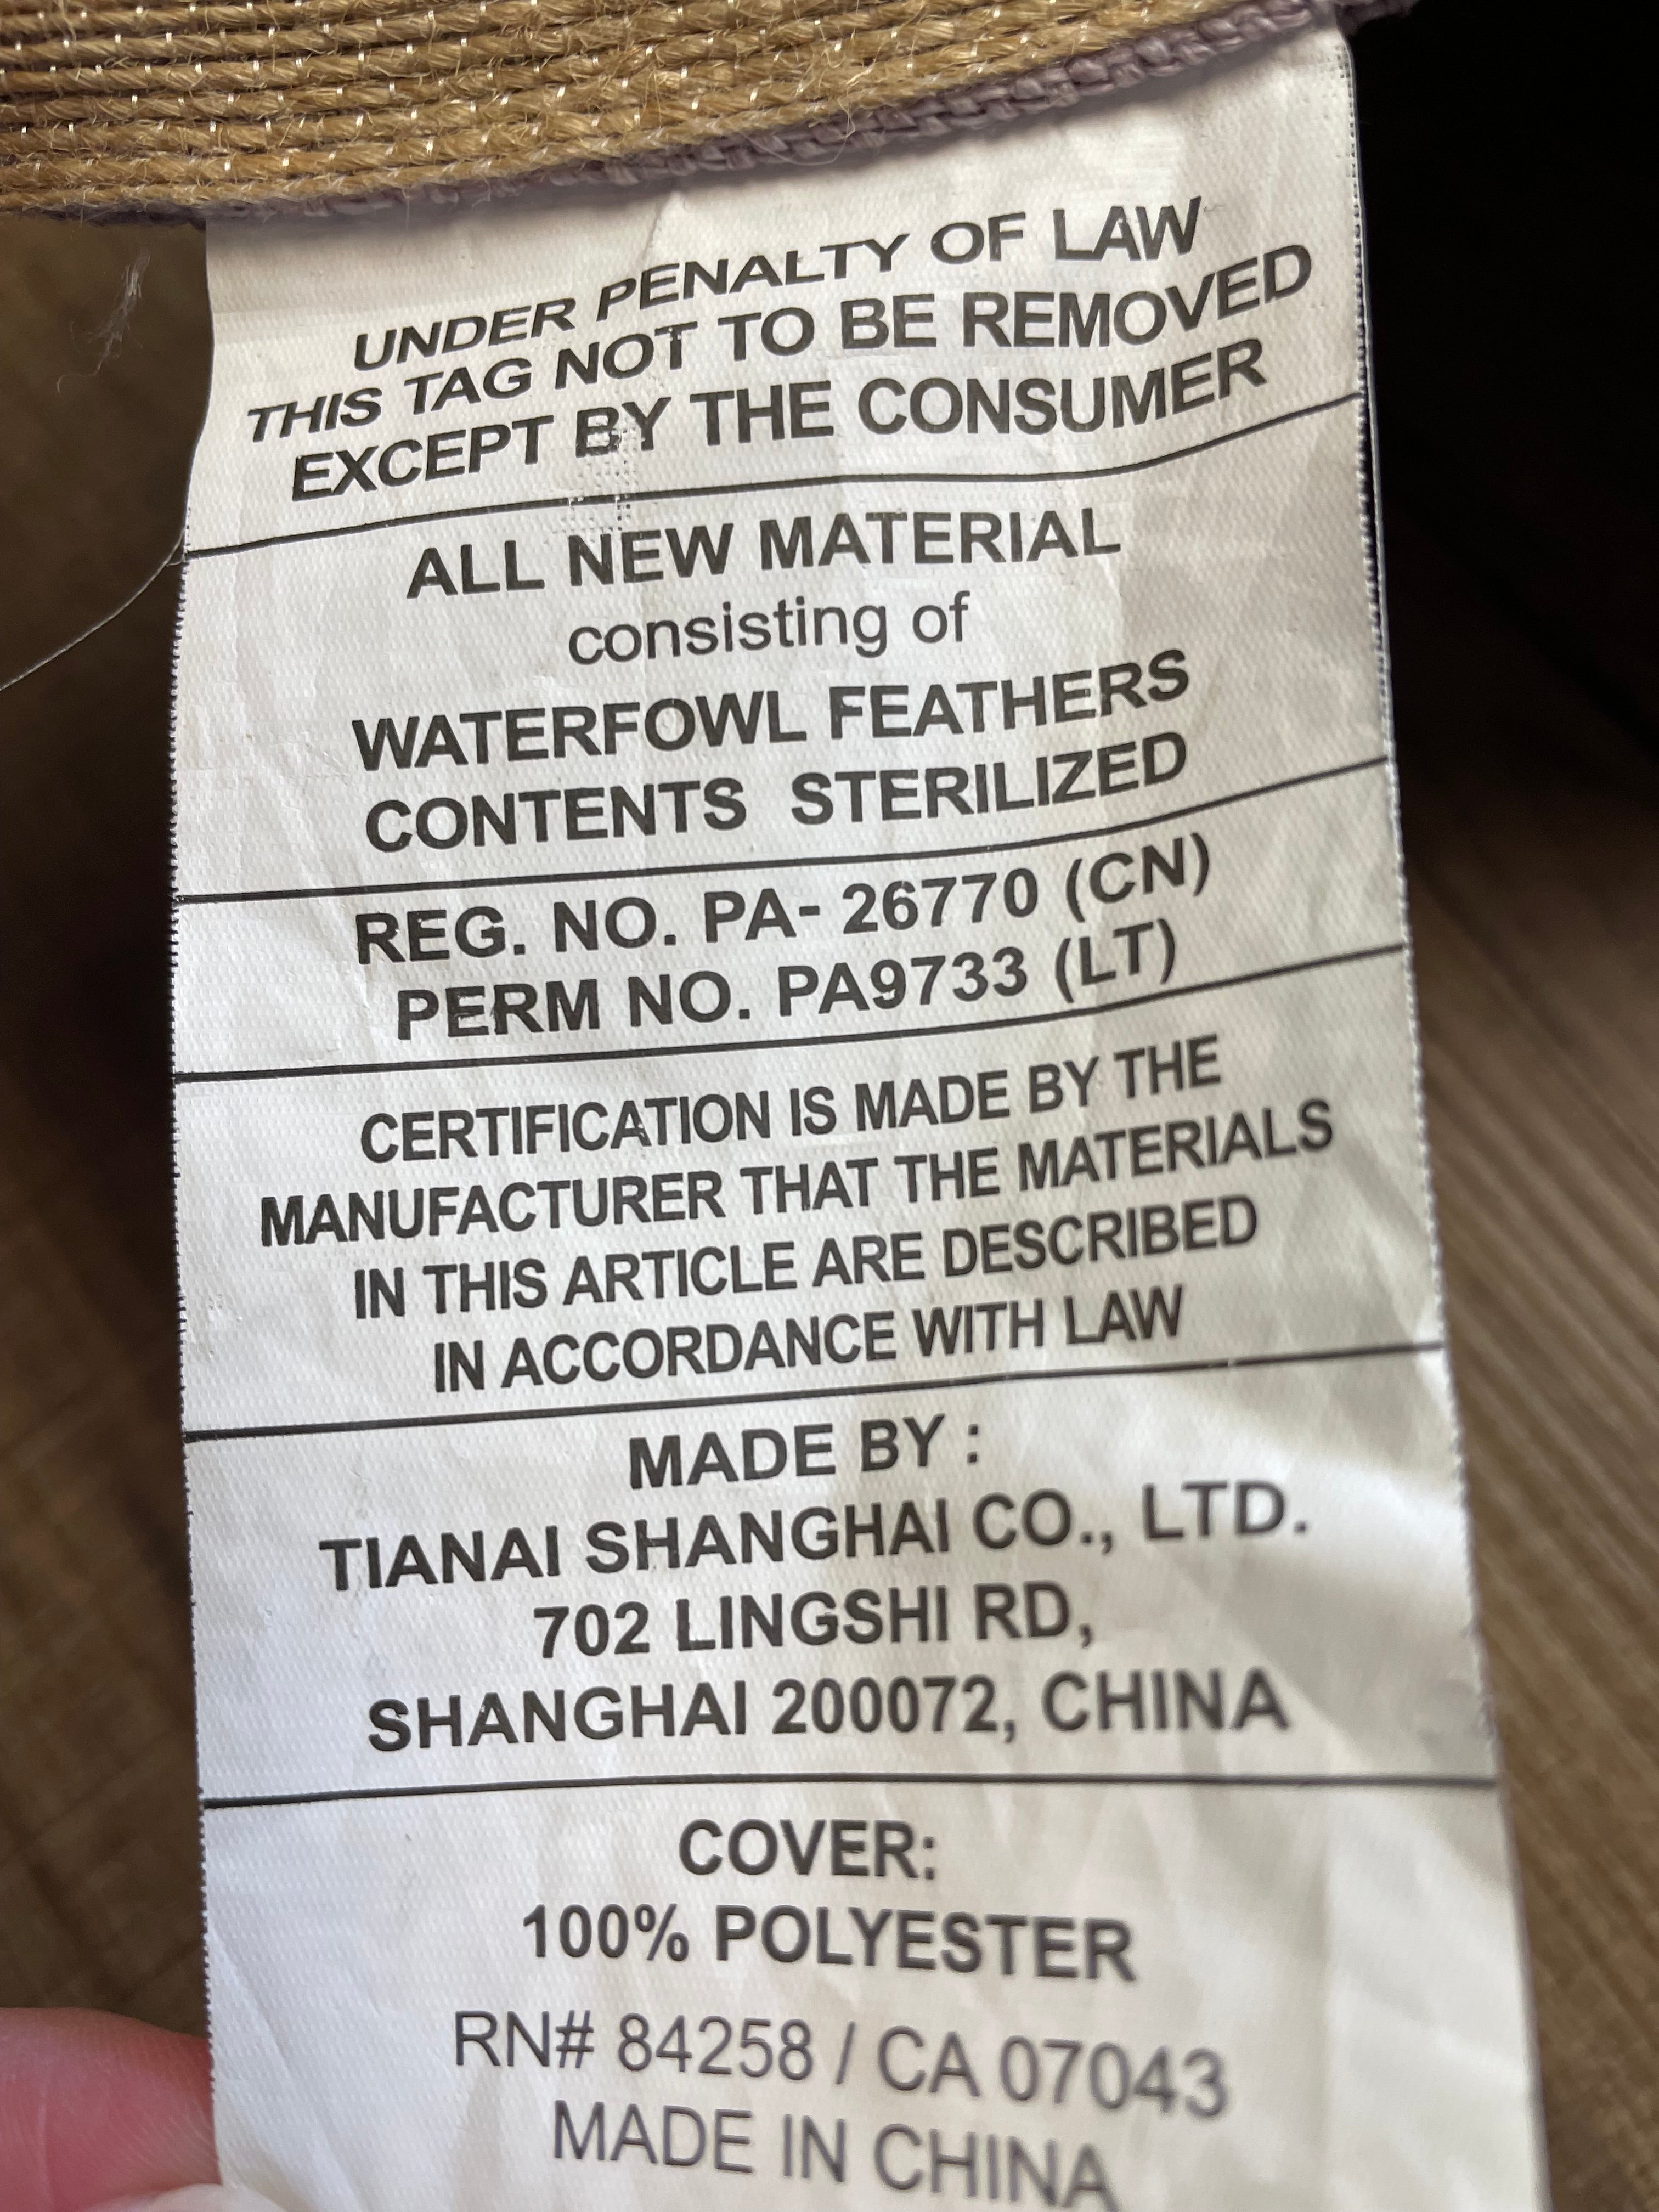 UNDER PENALTY OF LAW
THIS TAG NOT TO BE REMOVED
EXCEPT BY THE CONSUMER
ALL NEW MATERIAL
consisting of
WATERFOWL FEATHERS
CONTENTS STERILIZED
REG. NO. PA- 26770 (CN)
PERM NO. PA9733 (LT)
CERTIFICATION IS MADE BY THE
MANUFACTURER THAT THE MATERIALS
IN THIS ARTICLE ARE DESCRIBED
IN ACCORDANCE WITH LAW
MADE BY :
TIANAI SHANGHAI CO., LTD.
702 LINGSHI RD,
SHANGHAI 200072, CHINA
COVER:
100% POLYESTER
RN# 84258 / CA 07043
MADE IN CHINA